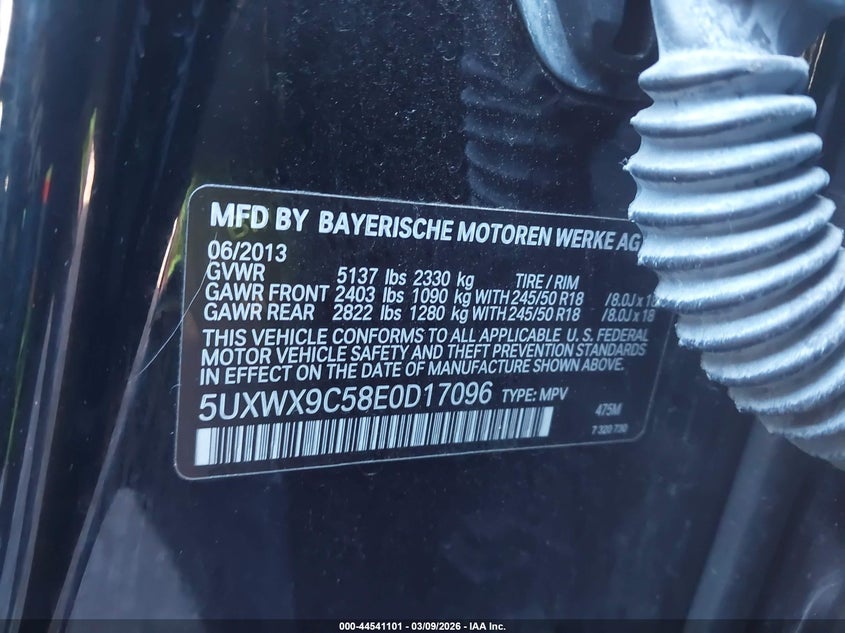 MFD BY BAYERISCHE MOTOREN WERKE AG
06/2013
GVWR 5137 lbs 2330 kg TIRE / RIM
GAWR FRONT 2403 lbs 1090 kg WITH 245/50 R18 /8.0J x 18
GAWR REAR 2822 lbs 1280 kg WITH 245/50 R18 /8.0J x 18
THIS VEHICLE CONFORMS TO ALL APPLICABLE U.S. FEDERAL
MOTOR VEHICLE SAFETY AND THEFT PREVENTION STANDARDS
IN EFFECT ON THE DATE OF MANUFACTURE SHOWN ABOVE.
5UXWX9C58E0D17096 TYPE: MPV
475M
7 320 730
000-44541101 | 03/09/2026 - IAA Inc.